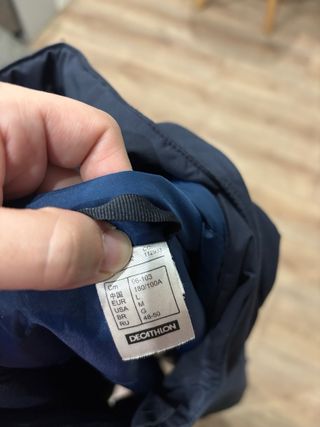 Cm 96-103
中国 180/100A
EUR L
USA M
BR G
RU 48-50
DECATHLON